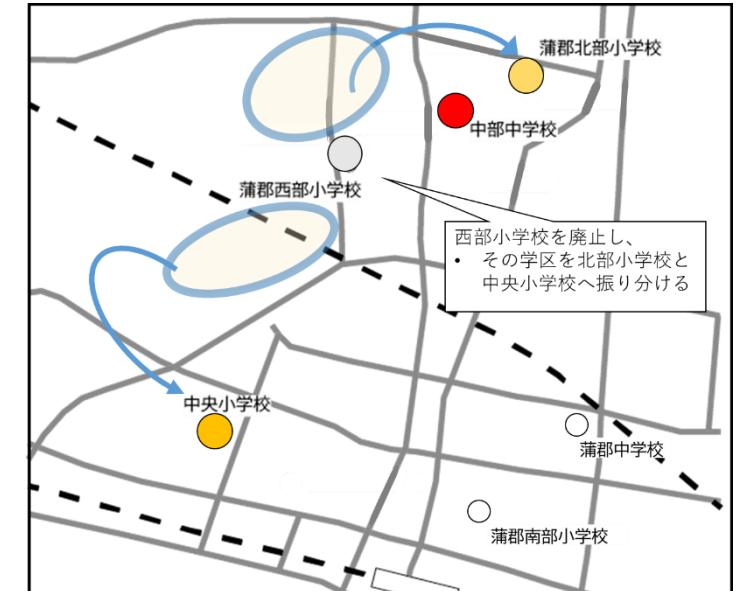 蒲郡北部小学校
中部中学校
蒲郡西部小学校
西部小学校を廃止し、
• その学区を北部小学校と
中央小学校へ振り分ける
中央小学校
蒲郡中学校
蒲郡南部小学校